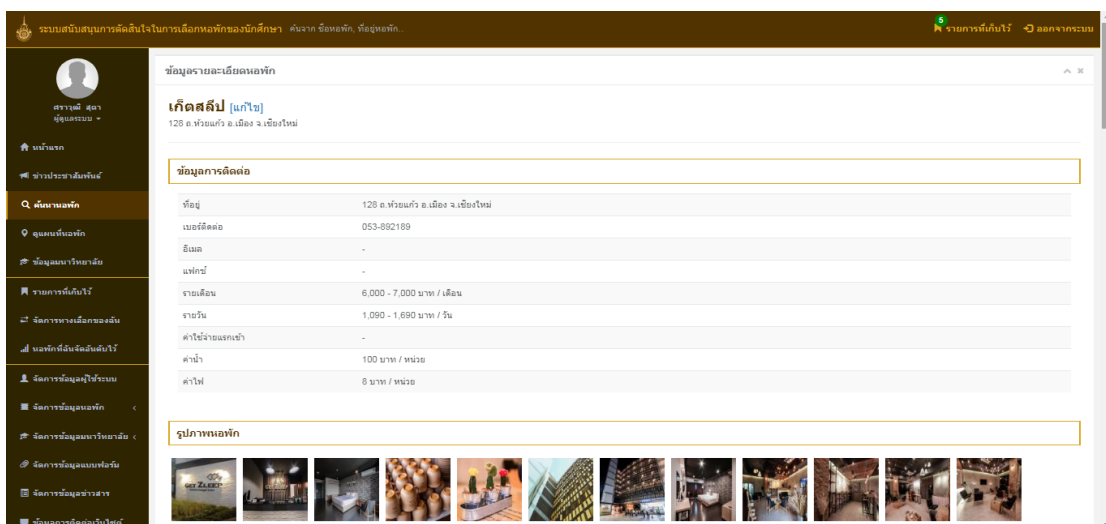 ระบบสนับสนุนการตัดสินใจในการเลือกหอพักของนักศึกษา ค้นจาก ชื่อหอพัก, ที่อยู่หอพัก..
5
รายการที่เก็บไว้ ออกจากระบบ
ศราวุฒิ สุดา
ผู้ดูแลระบบ
หน้าแรก
ข่าวประชาสัมพันธ์
ค้นหาหอพัก
ดูแผนที่หอพัก
ข้อมูลมหาวิทยาลัย
รายการที่เก็บไว้
จัดการทางเลือกของฉัน
หอพักที่ฉันจัดอันดับไว้
จัดการข้อมูลผู้ใช้ระบบ
จัดการข้อมูลหอพัก
จัดการข้อมูลมหาวิทยาลัย
จัดการข้อมูลแบบฟอร์ม
จัดการข้อมูลข่าวสาร
ข้อมูลการติดต่อเว็บไซต์
ข้อมูลรายละเอียดหอพัก
เก็ตสลีป [แก้ไข]
128 ถ.ห้วยแก้ว อ.เมือง จ.เชียงใหม่
ข้อมูลการติดต่อ
ที่อยู่ 128 ถ.ห้วยแก้ว อ.เมือง จ.เชียงใหม่
เบอร์ติดต่อ 053-892189
อีเมล -
แฟกซ์ -
รายเดือน 6,000 - 7,000 บาท / เดือน
รายวัน 1,090 - 1,690 บาท / วัน
ค่าใช้จ่ายแรกเข้า -
ค่าน้ำ 100 บาท / หน่วย
ค่าไฟ 8 บาท / หน่วย
รูปภาพหอพัก
GET ZLEEP